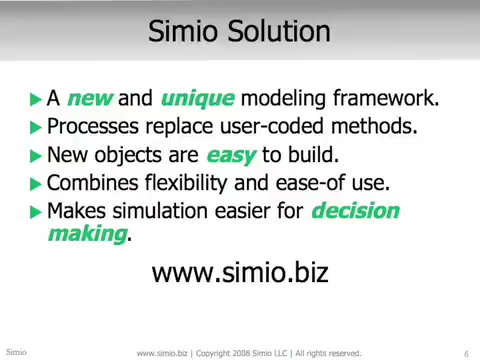 Simio Solution
A new and unique modeling framework.
Processes replace user-coded methods.
New objects are easy to build.
Combines flexibility and ease-of use.
Makes simulation easier for decision
making.
www.simio.biz
Simio
www.simio.biz | Copyright 2008 Simio LLC | All rights reserved.
6